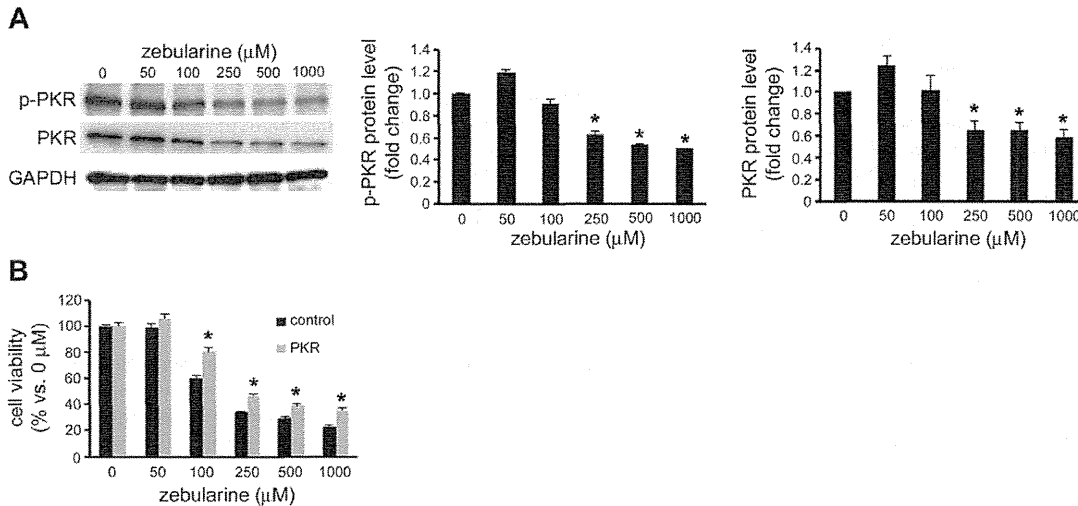 A
zebularine (μM)
0 50 100 250 500 1000
p-PKR
PKR
GAPDH
p-PKR protein level
(fold change)
1.4
1.2
1.0
0.8
0.6
0.4
0.2
0
* * *
0 50 100 250 500 1000
zebularine (μM)
PKR protein level
(fold change)
1.4
1.2
1.0
0.8
0.6
0.4
0.2
0
* * *
0 50 100 250 500 1000
zebularine (μM)
B
cell viability
(% vs. 0 μM)
120
100
80
60
40
20
0
* * * *
control
PKR
0 50 100 250 500 1000
zebularine (μM)